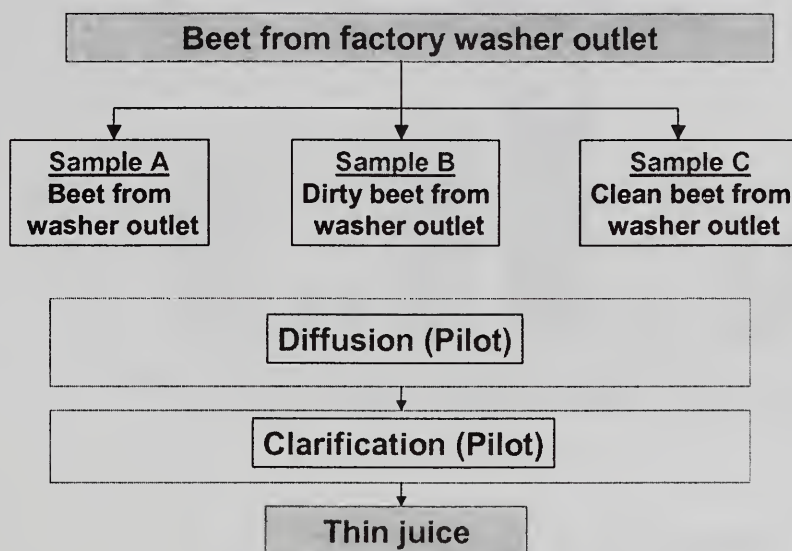 Beet from factory washer outlet
Sample A
Beet from
washer outlet
Sample B
Dirty beet from
washer outlet
Sample C
Clean beet from
washer outlet
Diffusion (Pilot)
Clarification (Pilot)
Thin juice